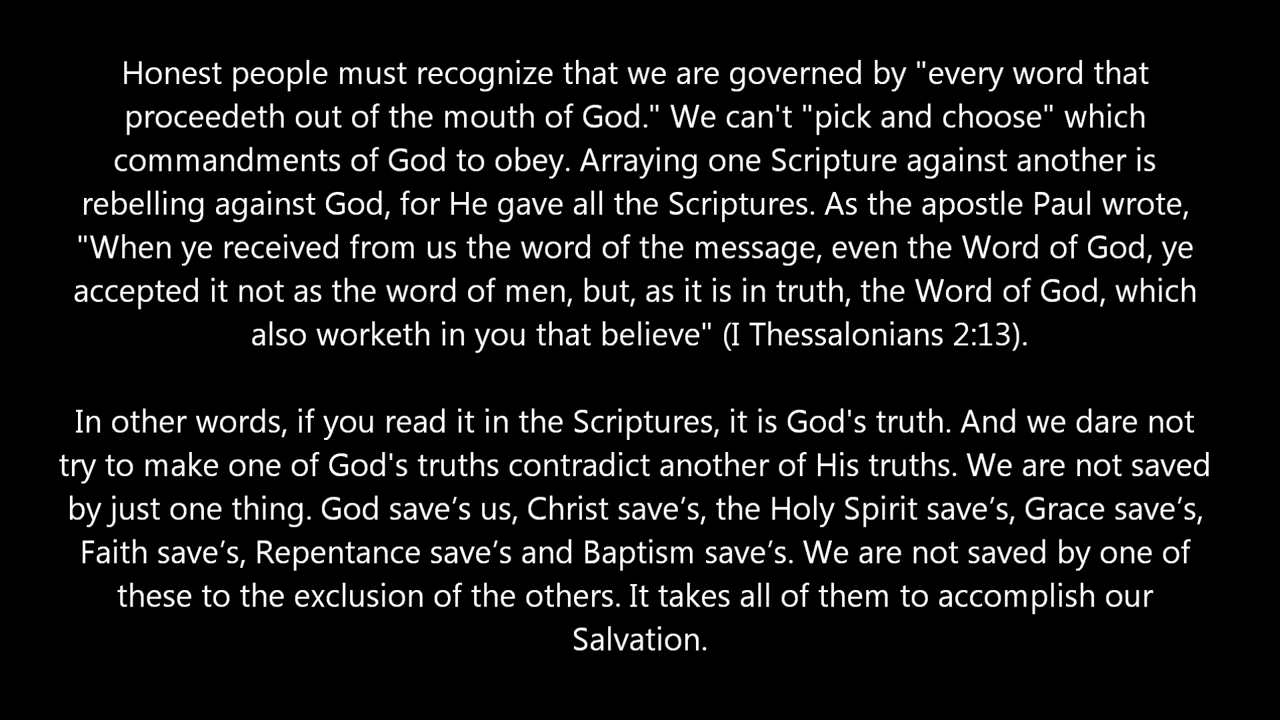 Honest people must recognize that we are governed by "every word that
proceedeth out of the mouth of God." We can't "pick and choose" which
commandments of God to obey. Arraying one Scripture against another is
rebelling against God, for He gave all the Scriptures. As the apostle Paul wrote,
"When ye received from us the word of the message, even the Word of God, ye
accepted it not as the word of men, but, as it is in truth, the Word of God, which
also worketh in you that believe" (I Thessalonians 2:13).

In other words, if you read it in the Scriptures, it is God's truth. And we dare not
try to make one of God's truths contradict another of His truths. We are not saved
by just one thing. God save’s us, Christ save’s, the Holy Spirit save’s, Grace save’s,
Faith save’s, Repentance save’s and Baptism save’s. We are not saved by one of
these to the exclusion of the others. It takes all of them to accomplish our
Salvation.